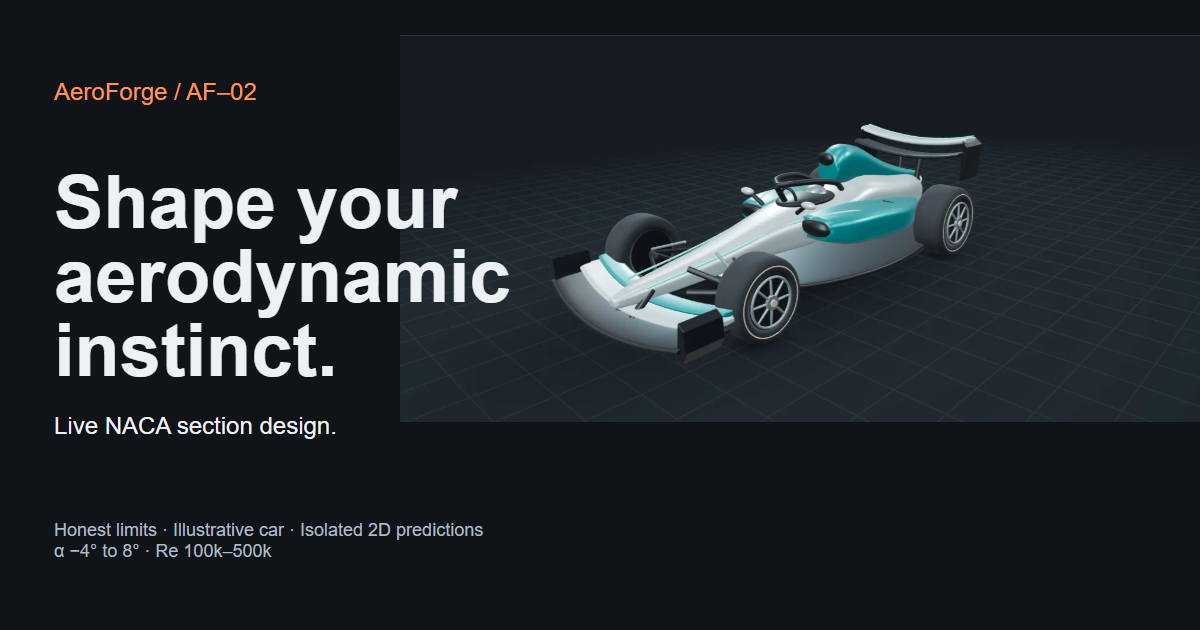 AeroForge / AF–02
Shape your
aerodynamic
instinct.
Live NACA section design.
Honest limits · Illustrative car · Isolated 2D predictions
α −4° to 8° · Re 100k–500k